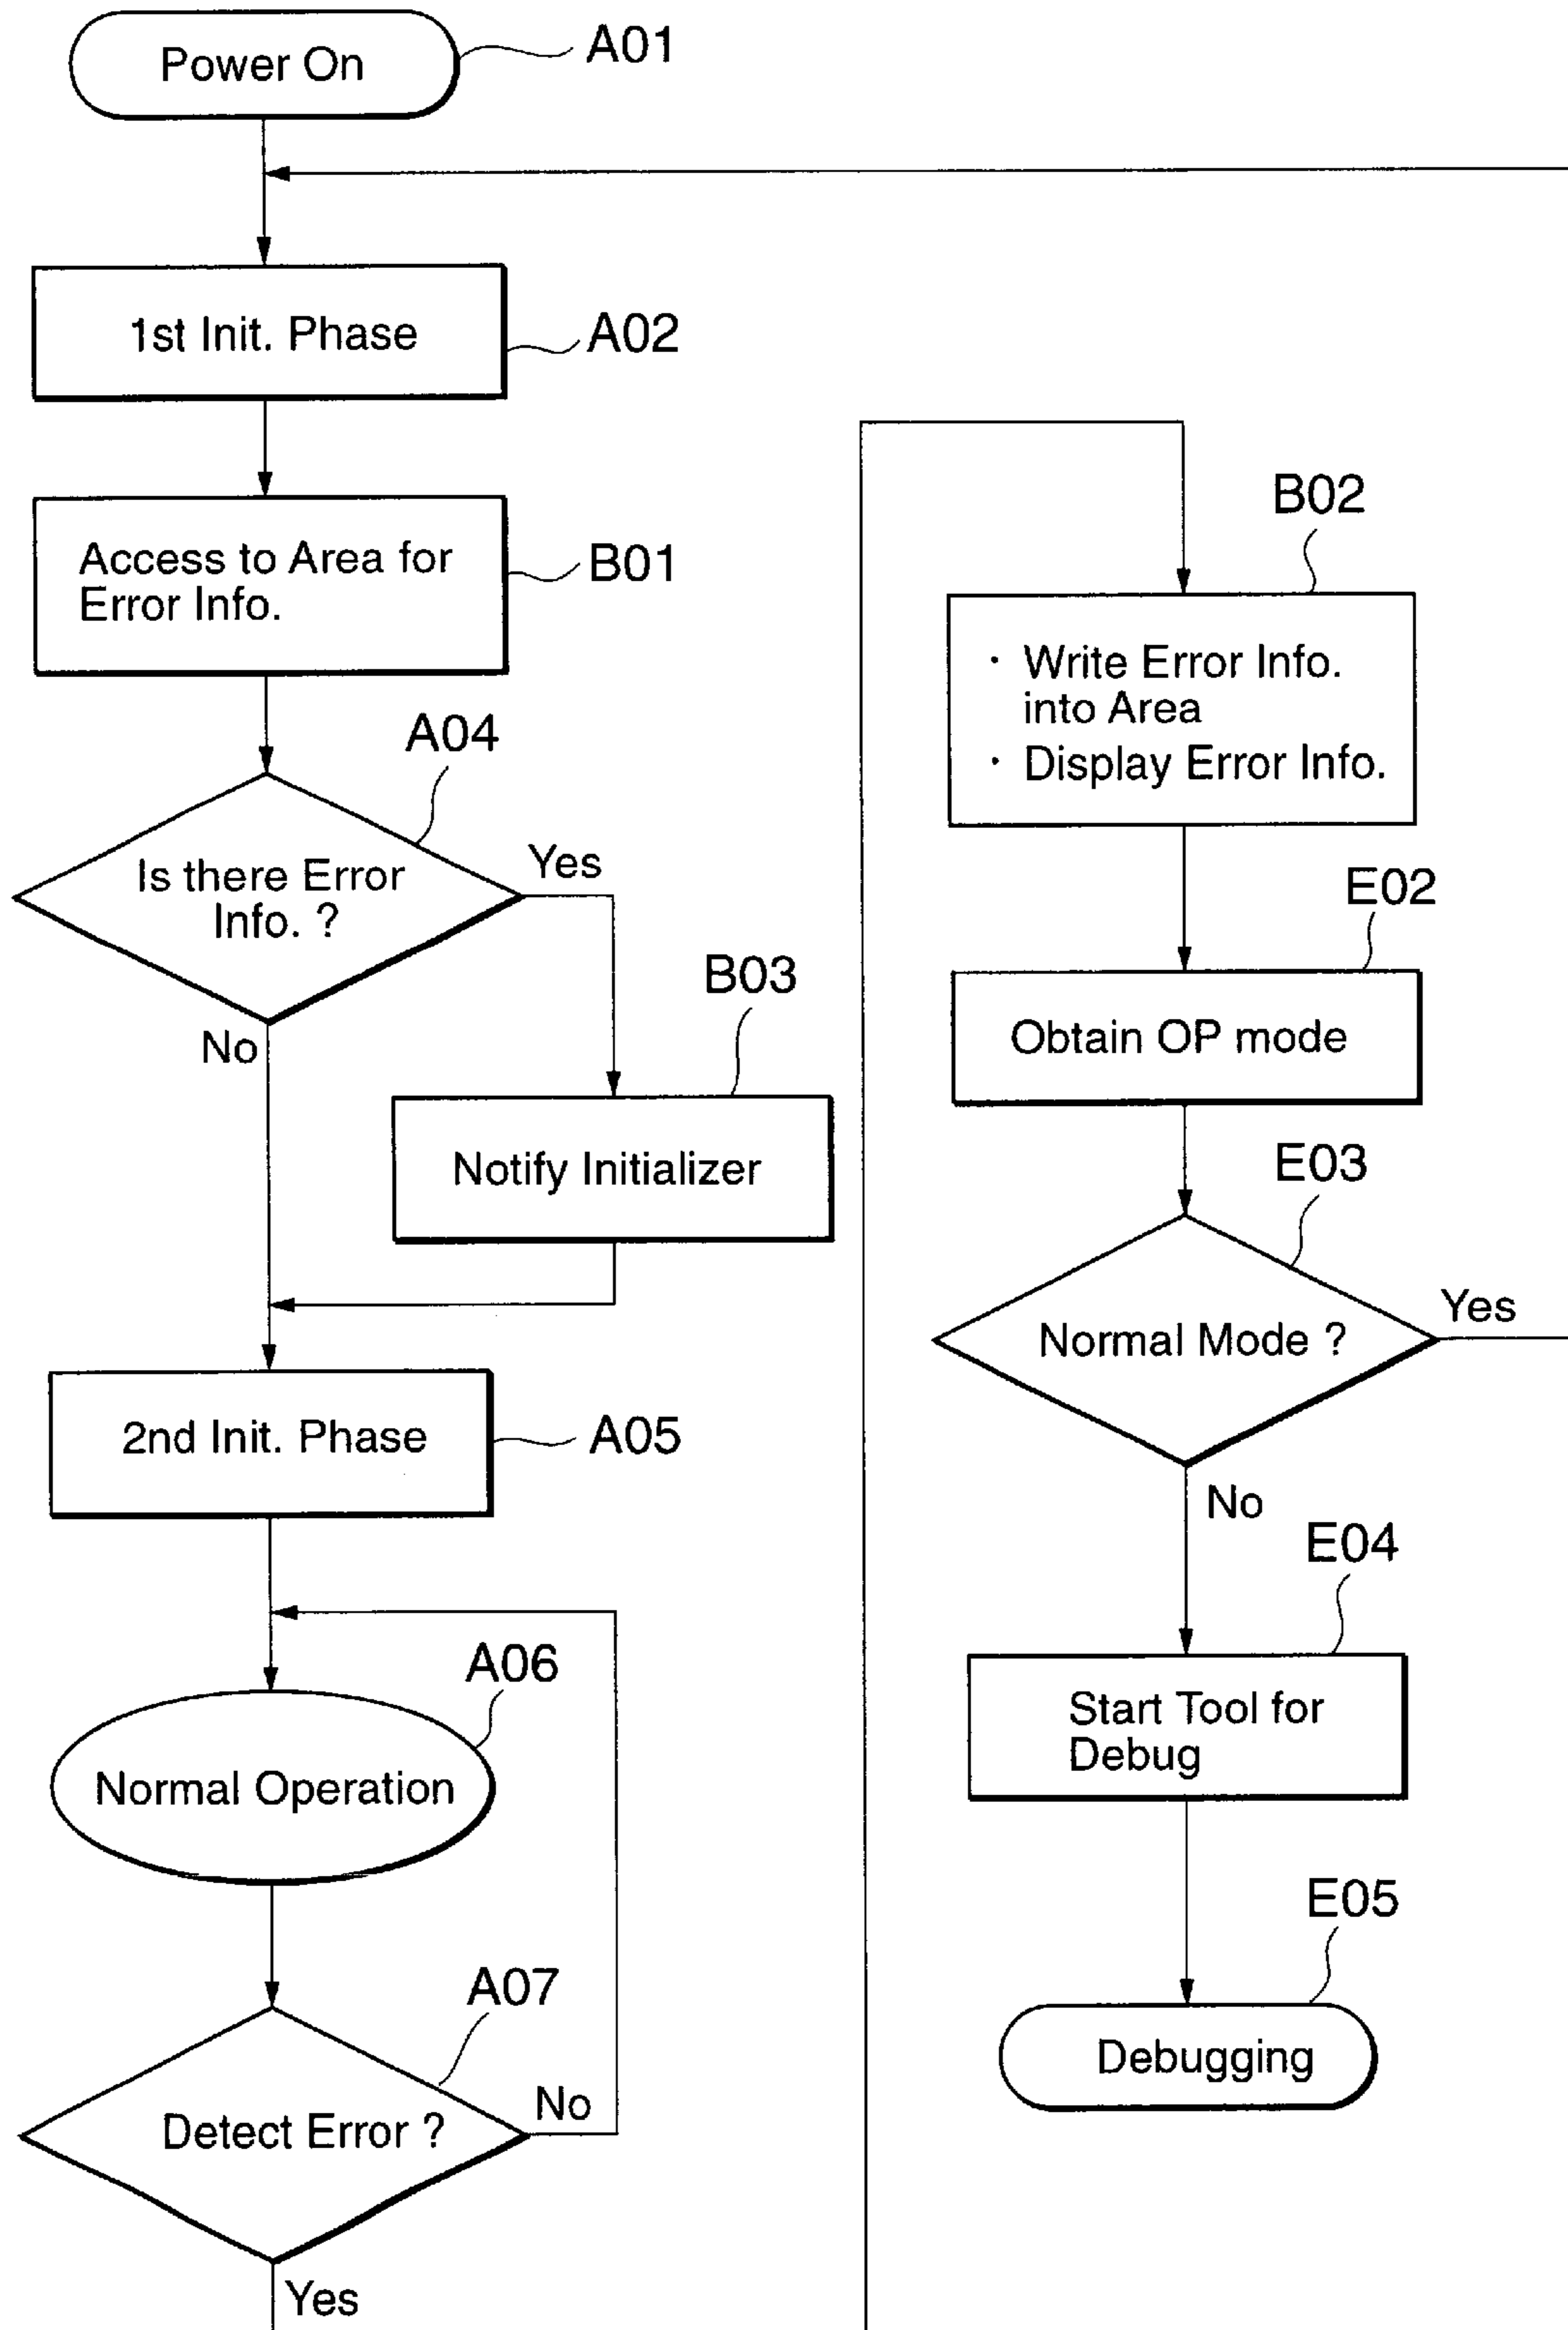 Power On
A01
1st Init. Phase
A02
Access to Area for
Error Info.
B01
A04
Is there Error
Info. ?
Yes
No
B03
Notify Initializer
2nd Init. Phase
A05
A06
Normal Operation
A07
Detect Error ?
No
Yes
B02
· Write Error Info.
into Area
· Display Error Info.
E02
Obtain OP mode
E03
Normal Mode ?
Yes
No
E04
Start Tool for
Debug
E05
Debugging